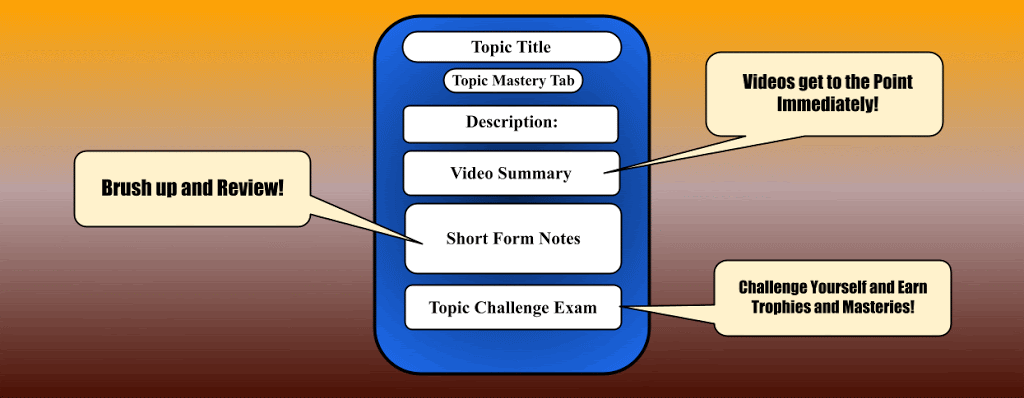 Topic Title
Topic Mastery Tab
Description:
Video Summary
Short Form Notes
Topic Challenge Exam
Videos get to the Point
Immediately!
Brush up and Review!
Challenge Yourself and Earn
Trophies and Masteries!